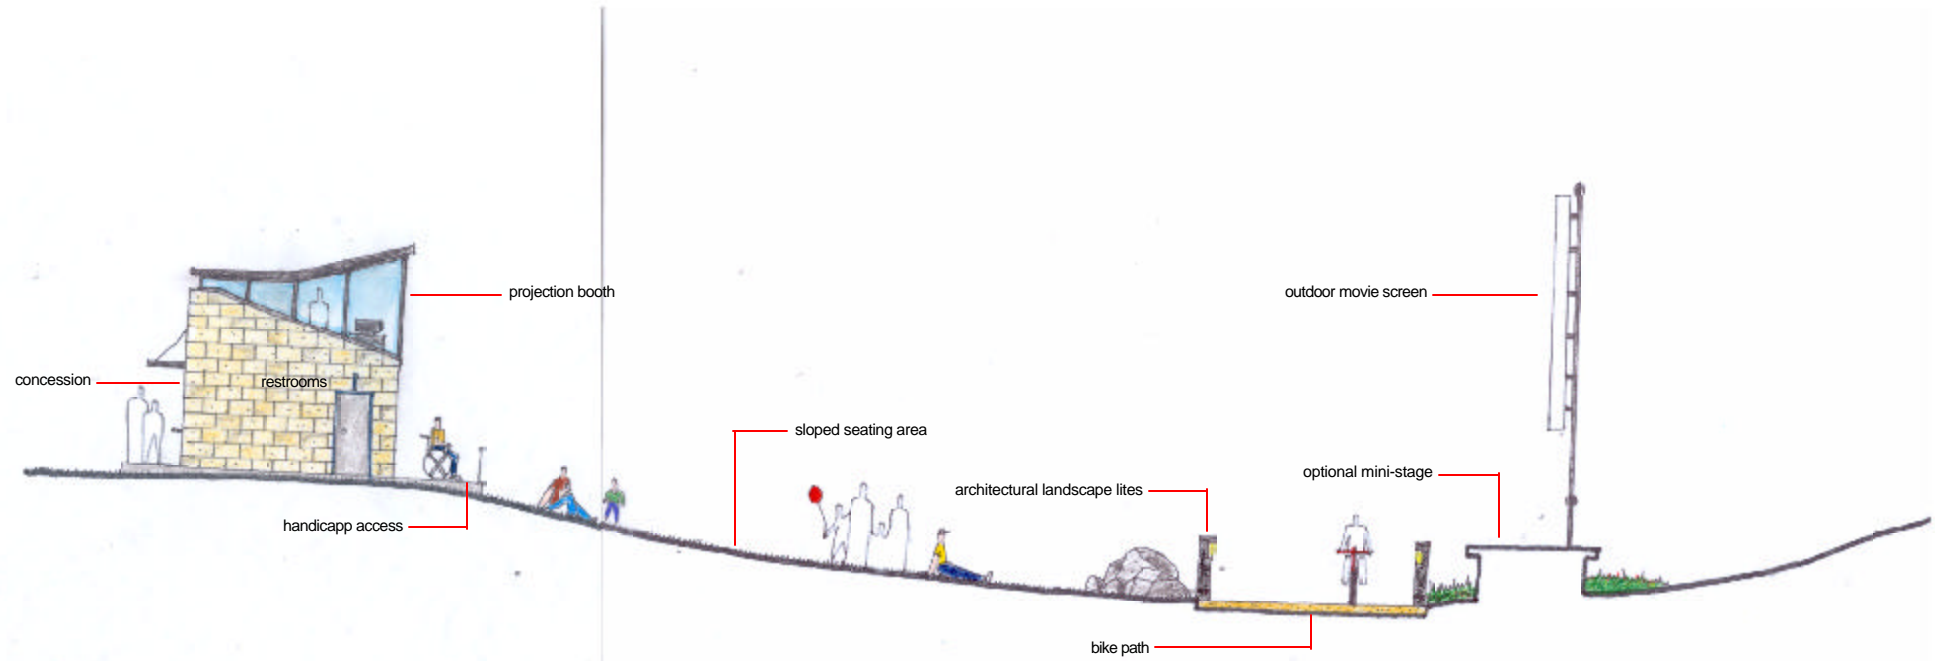 projection booth
outdoor movie screen
concession
restrooms
sloped seating area
optional mini-stage
architectural landscape lites
handicapp access
bike path